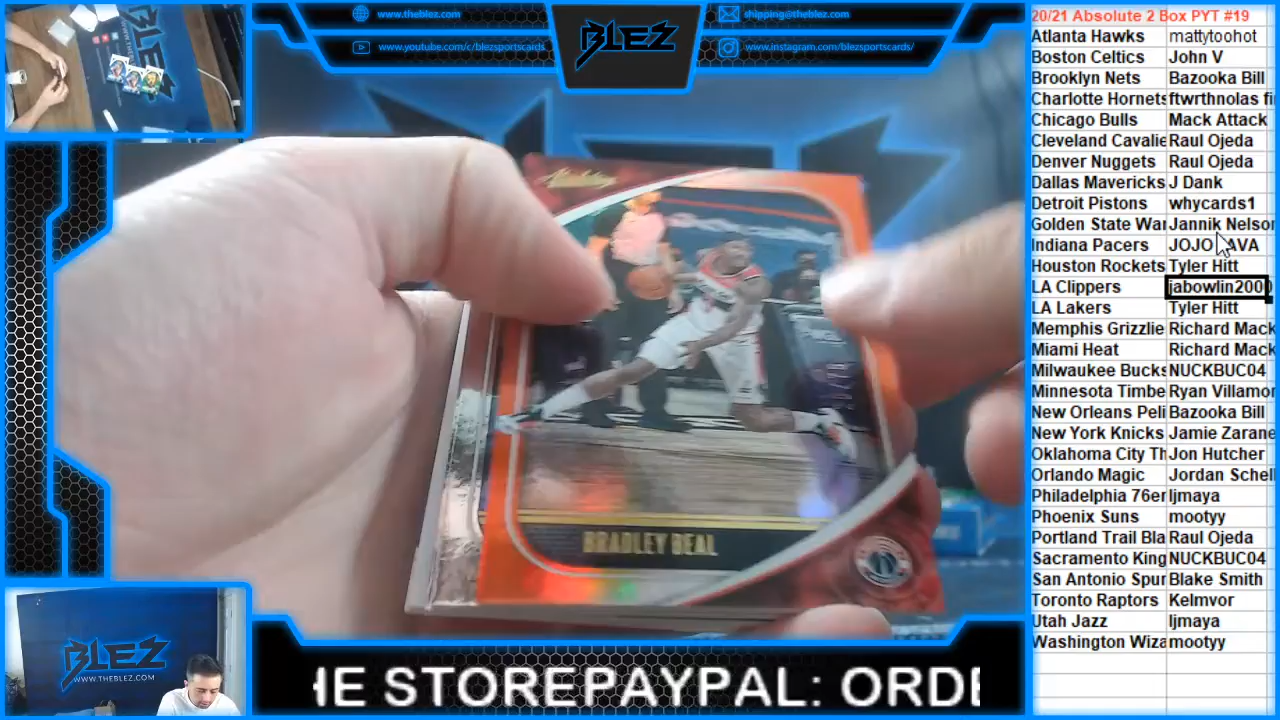 www.theblez.com
shipping@theblez.com
www.youtube.com/c/blezsportscards/
www.instagram.com/blezsportscards/
BLEZ
20/21 Absolute 2 Box PYT #19
Atlanta Hawks mattytoohot
Boston Celtics John V
Brooklyn Nets Bazooka Bill
Charlotte Hornets ftwrthnolas fi
Chicago Bulls Mack Attack
Cleveland Cavalie Raul Ojeda
Denver Nuggets Raul Ojeda
Dallas Mavericks J Dank
Detroit Pistons whycards1
Golden State War Jannik Nelson
Indiana Pacers JOJO AVA
Houston Rockets Tyler Hitt
LA Clippers jabowlin2000
LA Lakers Tyler Hitt
Memphis Grizzlie Richard Mack
Miami Heat Richard Mack
Milwaukee Bucks NUCKBUC04
Minnesota Timbe Ryan Villamor
New Orleans Peli Bazooka Bill
New York Knicks Jamie Zarane
Oklahoma City Th Jon Hutcher
Orlando Magic Jordan Schel
Philadelphia 76er ljmaya
Phoenix Suns mootyy
Portland Trail Bla Raul Ojeda
Sacramento King NUCKBUC04
San Antonio Spur Blake Smith
Toronto Raptors Kelmvor
Utah Jazz ljmaya
Washington Wiza mootyy
Absolute
BRADLEY BEAL
BLEZ
WWW.THEBLEZ.COM
HE STOREPAYPAL: ORDE